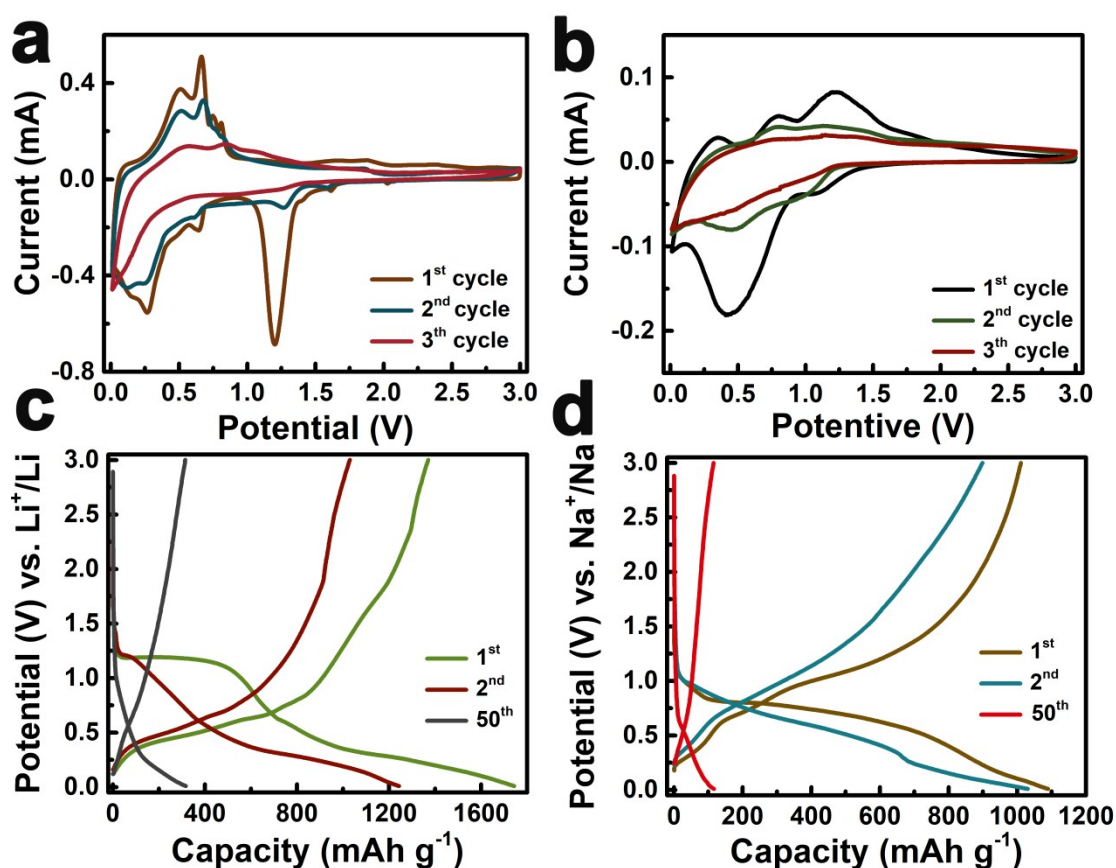 a
0.4
0.0
-0.4
-0.8
Current (mA)
1st cycle
2nd cycle
3th cycle
0.0 0.5 1.0 1.5 2.0 2.5 3.0
Potential (V)
b
0.1
0.0
-0.1
-0.2
Current (mA)
1st cycle
2nd cycle
3th cycle
0.0 0.5 1.0 1.5 2.0 2.5 3.0
Potentive (V)
c
3.0
2.5
2.0
1.5
1.0
0.5
0.0
Potential (V) vs. Li+/Li
1st
2nd
50th
0 400 800 1200 1600
Capacity (mAh g-1)
d
3.0
2.5
2.0
1.5
1.0
0.5
0.0
Potential (V) vs. Na+/Na
1st
2nd
50th
0 200 400 600 800 1000 1200
Capacity (mAh g-1)